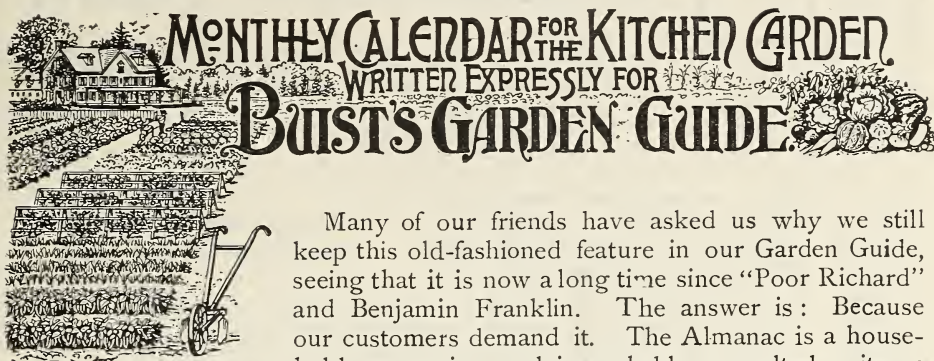 MONTHLY CALENDAR FOR THE KITCHEN GARDEN
WRITTEN EXPRESSLY FOR
BUIST'S GARDEN GUIDE.
Many of our friends have asked us why we still
keep this old-fashioned feature in our Garden Guide,
seeing that it is now a long time since "Poor Richard"
and Benjamin Franklin. The answer is : Because
our customers demand it. The Almanac is a house-